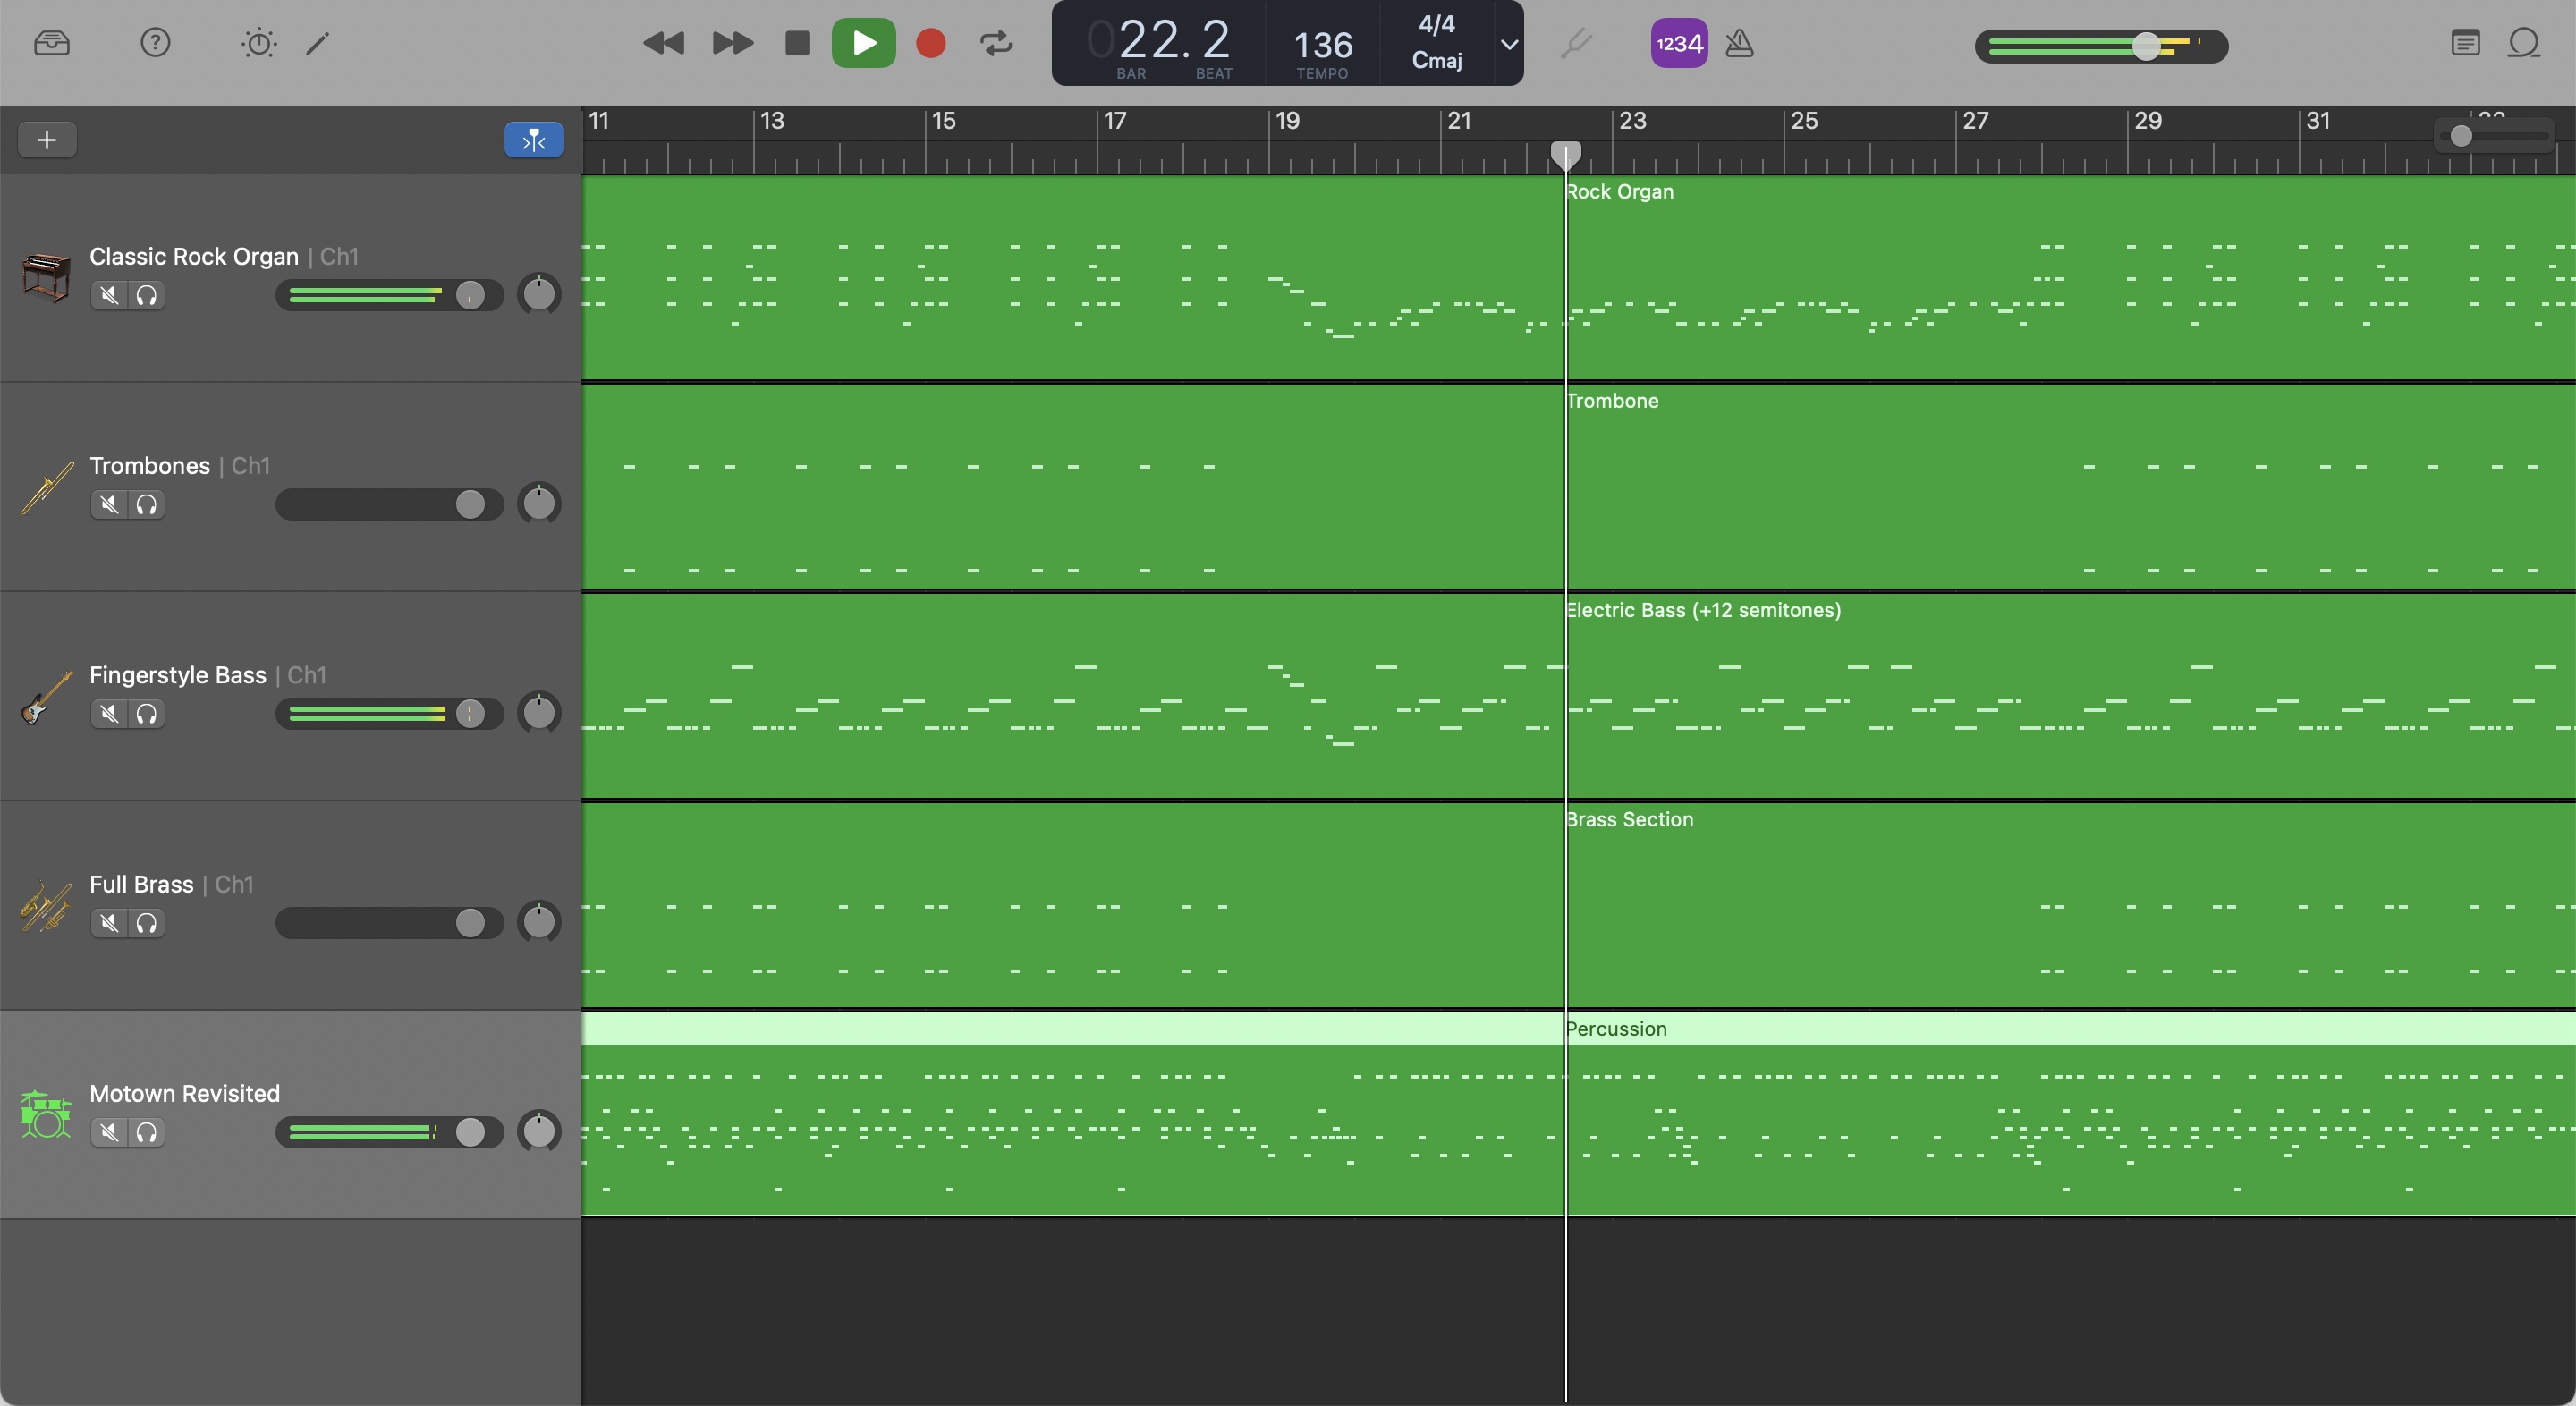 022. 2
BAR BEAT
136
TEMPO
4/4
Cmaj
1234
11 13 15 17 19 21 23 25 27 29 31
Classic Rock Organ | Ch1
Rock Organ
Trombones | Ch1
Trombone
Fingerstyle Bass | Ch1
Electric Bass (+12 semitones)
Full Brass | Ch1
Brass Section
Motown Revisited
Percussion